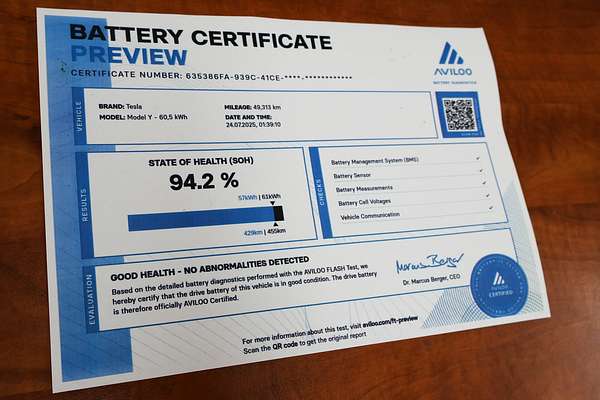 BATTERY CERTIFICATE
PREVIEW
CERTIFICATE NUMBER: 635386FA-939C-41CE-****-************
AVILOO
BATTERY DIAGNOSTICS
VEHICLE
BRAND: Tesla
MODEL: Model Y - 60,5 kWh
MILEAGE: 49,313 km
DATE AND TIME:
24.07.2025, 01:39:10
RESULTS
STATE OF HEALTH (SOH)
94.2 %
57kWh | 61kWh
429km | 455km
CHECKS
Battery Management System (BMS)
Battery Sensor
Battery Measurements
Battery Cell Voltages
Vehicle Communication
EVALUATION
GOOD HEALTH - NO ABNORMALITIES DETECTED
Based on the detailed battery diagnostics performed with the AVILOO FLASH Test, we
hereby certify that the drive battery of this vehicle is in good condition. The drive battery
is therefore officially AVILOO Certified.
Marcus Berger
Dr. Marcus Berger, CEO
AVILOO
CERTIFIED
For more information about this test, visit aviloo.com/ft-preview
Scan the QR code to get the original report